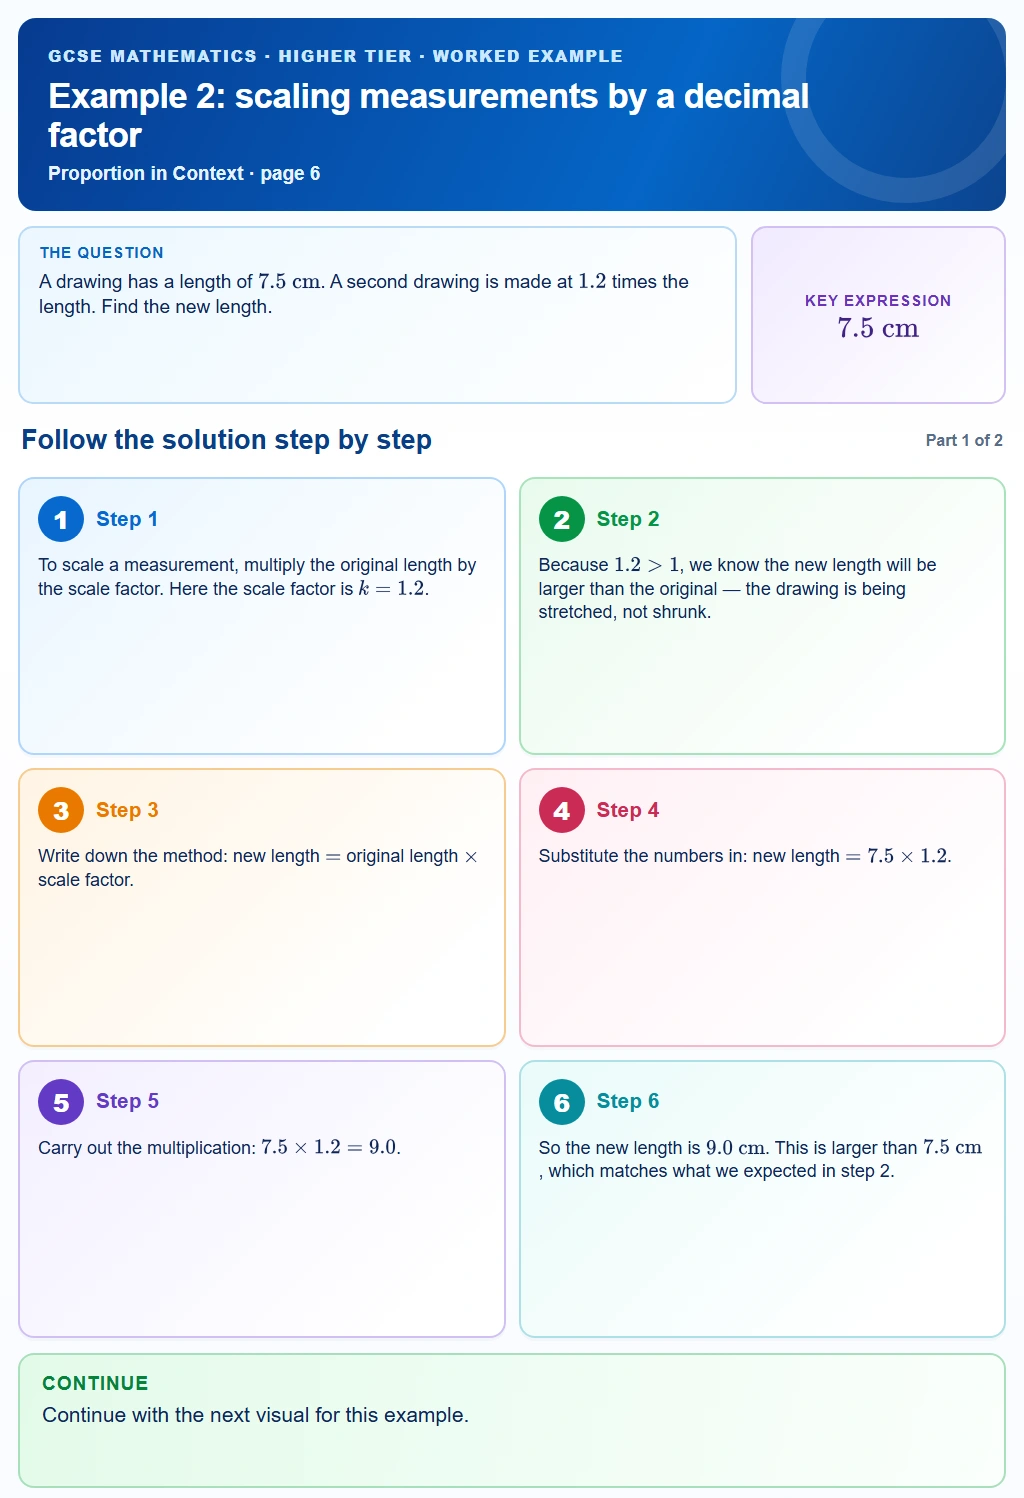 GCSE MATHEMATICS · HIGHER TIER · WORKED EXAMPLE
Example 2: scaling measurements by a decimal
factor
Proportion in Context · page 6
THE QUESTION
A drawing has a length of 7.5 cm. A second drawing is made at 1.2 times the
length. Find the new length.
KEY EXPRESSION
7.5 cm
Follow the solution step by step
Part 1 of 2
1 Step 1
To scale a measurement, multiply the original length by
the scale factor. Here the scale factor is k = 1.2.
2 Step 2
Because 1.2 > 1, we know the new length will be
larger than the original — the drawing is being
stretched, not shrunk.
3 Step 3
Write down the method: new length = original length ×
scale factor.
4 Step 4
Substitute the numbers in: new length = 7.5 × 1.2.
5 Step 5
Carry out the multiplication: 7.5 × 1.2 = 9.0.
6 Step 6
So the new length is 9.0 cm. This is larger than 7.5 cm
, which matches what we expected in step 2.
CONTINUE
Continue with the next visual for this example.